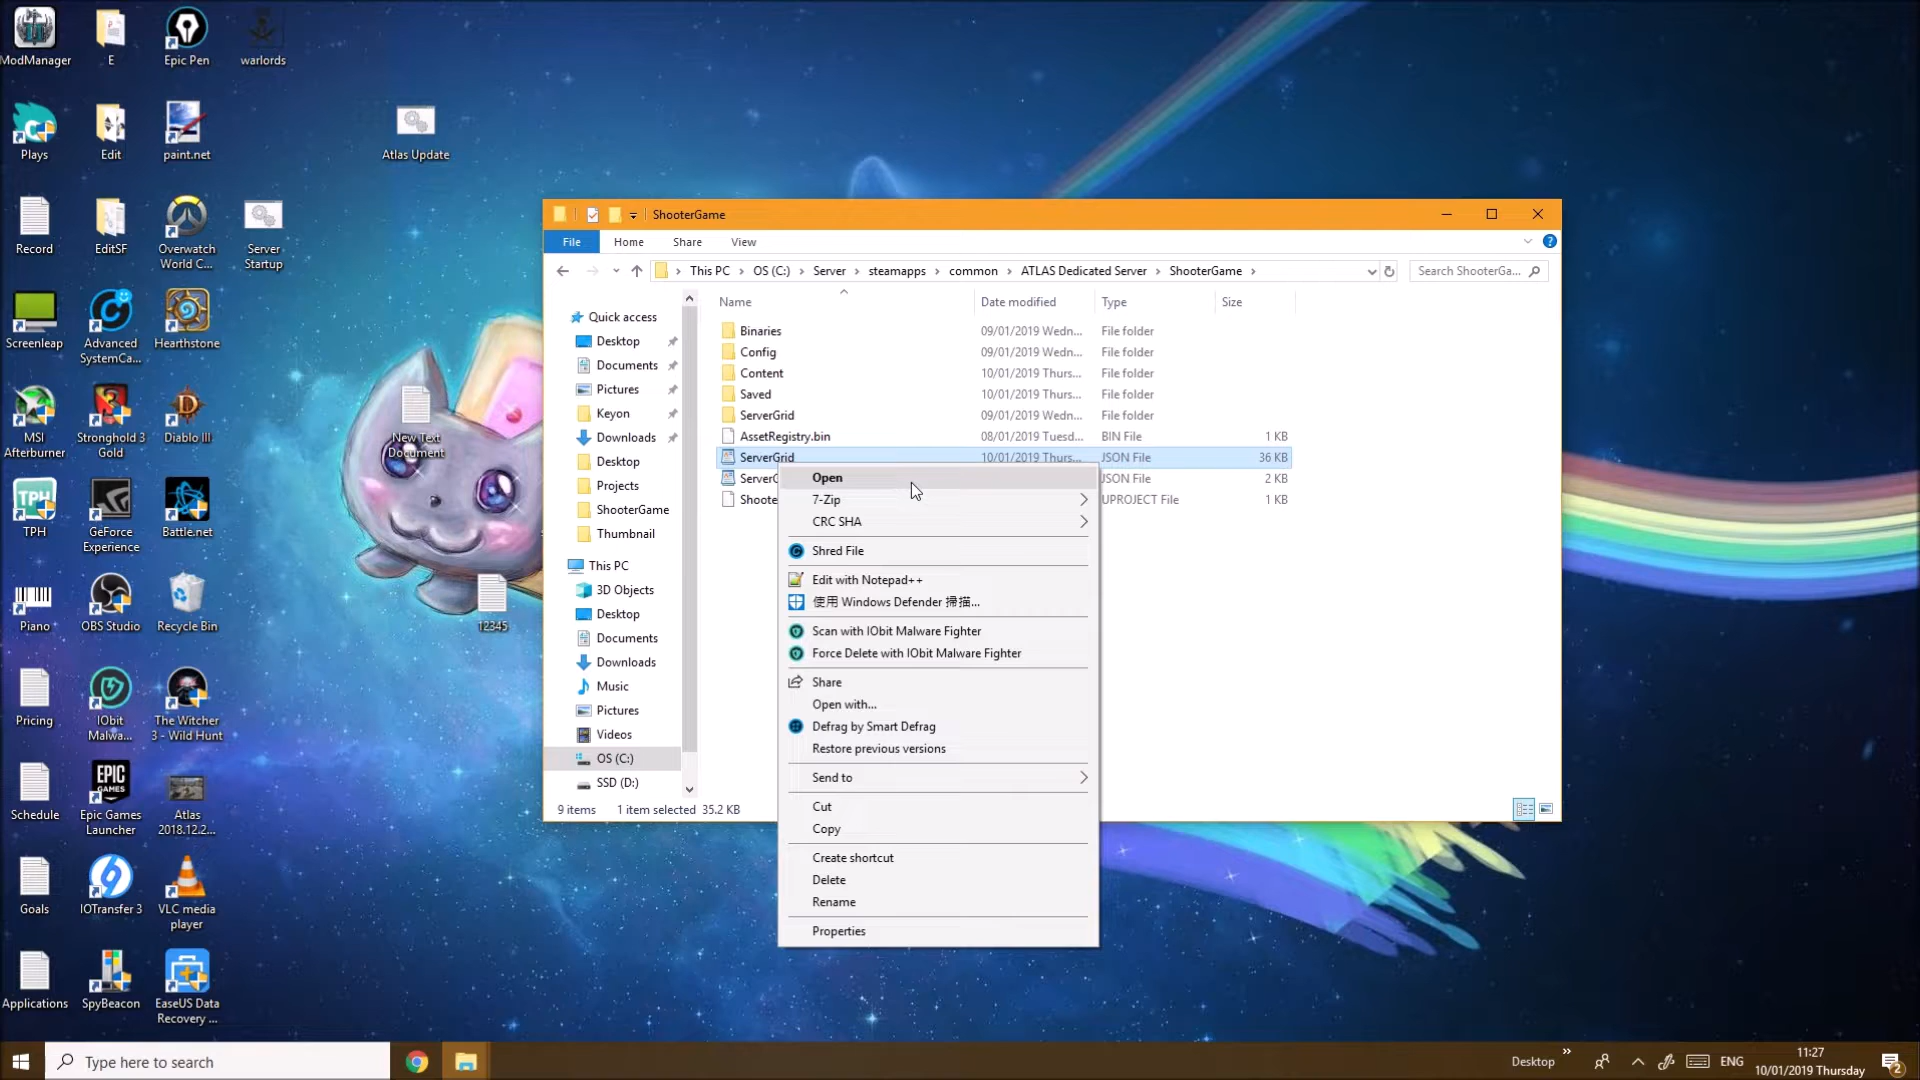 ModManager
E
Epic Pen
warlords
Plays
Edit
paint.net
Atlas Update
Record
EditSF
Overwatch
World C...
Server
Startup
Screenleap
Advanced
SystemCa...
Hearthstone
MSI
Afterburner
Stronghold 3
Gold
Diablo III
New Text
Document
TPH
TPH
GeForce
Experience
Battle.net
Piano
OBS Studio
Recycle Bin
12345
Pricing
IObit
Malwa...
The Witcher
3 - Wild Hunt
Schedule
EPIC
GAMES
Epic Games
Launcher
Atlas
2018.12.2...
Goals
IOTransfer 3
VLC media
player
Applications
SpyBeacon
EaseUS Data
Recovery ...
ShooterGame
File
Home
Share
View
This PC
OS (C:)
Server
steamapps
common
ATLAS Dedicated Server
ShooterGame
Search ShooterGa...
Name
Date modified
Type
Size
Quick access
Desktop
Documents
Pictures
Keyon
Downloads
Desktop
Projects
ShooterGame
Thumbnail
This PC
3D Objects
Desktop
Documents
Downloads
Music
Pictures
Videos
OS (C:)
SSD (D:)
Binaries 09/01/2019 Wedn... File folder
Config 09/01/2019 Wedn... File folder
Content 10/01/2019 Thurs... File folder
Saved 10/01/2019 Thurs... File folder
ServerGrid 09/01/2019 Wedn... File folder
AssetRegistry.bin 08/01/2019 Tuesd... BIN File 1 KB
ServerGrid 10/01/2019 Thurs... JSON File 36 KB
JSON File 2 KB
Shoote UPROJECT File 1 KB
Open
7-Zip
CRC SHA
Shred File
Edit with Notepad++
使用 Windows Defender 掃描...
Scan with IObit Malware Fighter
Force Delete with IObit Malware Fighter
Share
Open with...
Defrag by Smart Defrag
Restore previous versions
Send to
Cut
Copy
Create shortcut
Delete
Rename
Properties
9 items 1 item selected 35.2 KB
Type here to search
Desktop
ENG
11:27
10/01/2019 Thursday
2